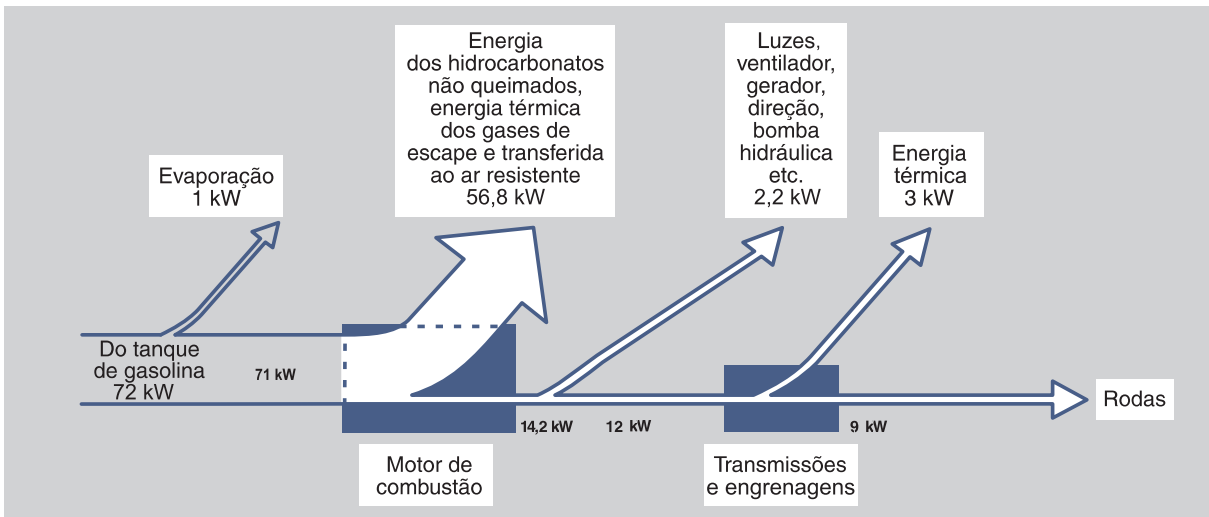 Energia
dos hidrocarbonatos
não queimados,
energia térmica
dos gases de
escape e transferida
ao ar resistente
56,8 kW
Luzes,
ventilador,
gerador,
direção,
bomba
hidráulica
etc.
2,2 kW
Evaporação
1 kW
Energia
térmica
3 kW
Do tanque
de gasolina
72 kW
71 kW
14,2 kW
12 kW
9 kW
Rodas
Motor de
combustão
Transmissões
e engrenagens